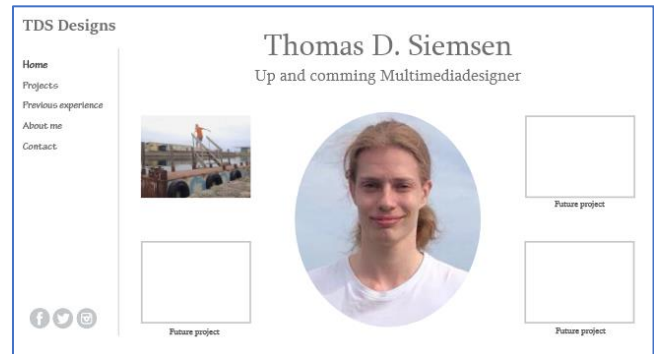 TDS Designs
Home
Projects
Previous experience
About me
Contact
Thomas D. Siemsen
Up and comming Multimediadesigner
Future project
Future project
Future project